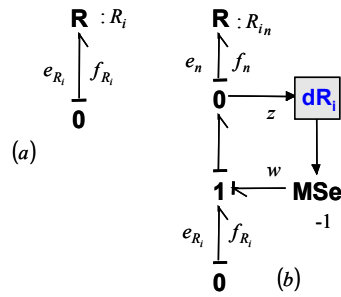 R : R_i
e_{R_i} f_{R_i}
0
(a)
R : R_{i_n}
e_n f_n
0
z
dR_i
w
1
MSe
-1
e_{R_i} f_{R_i}
0
(b)